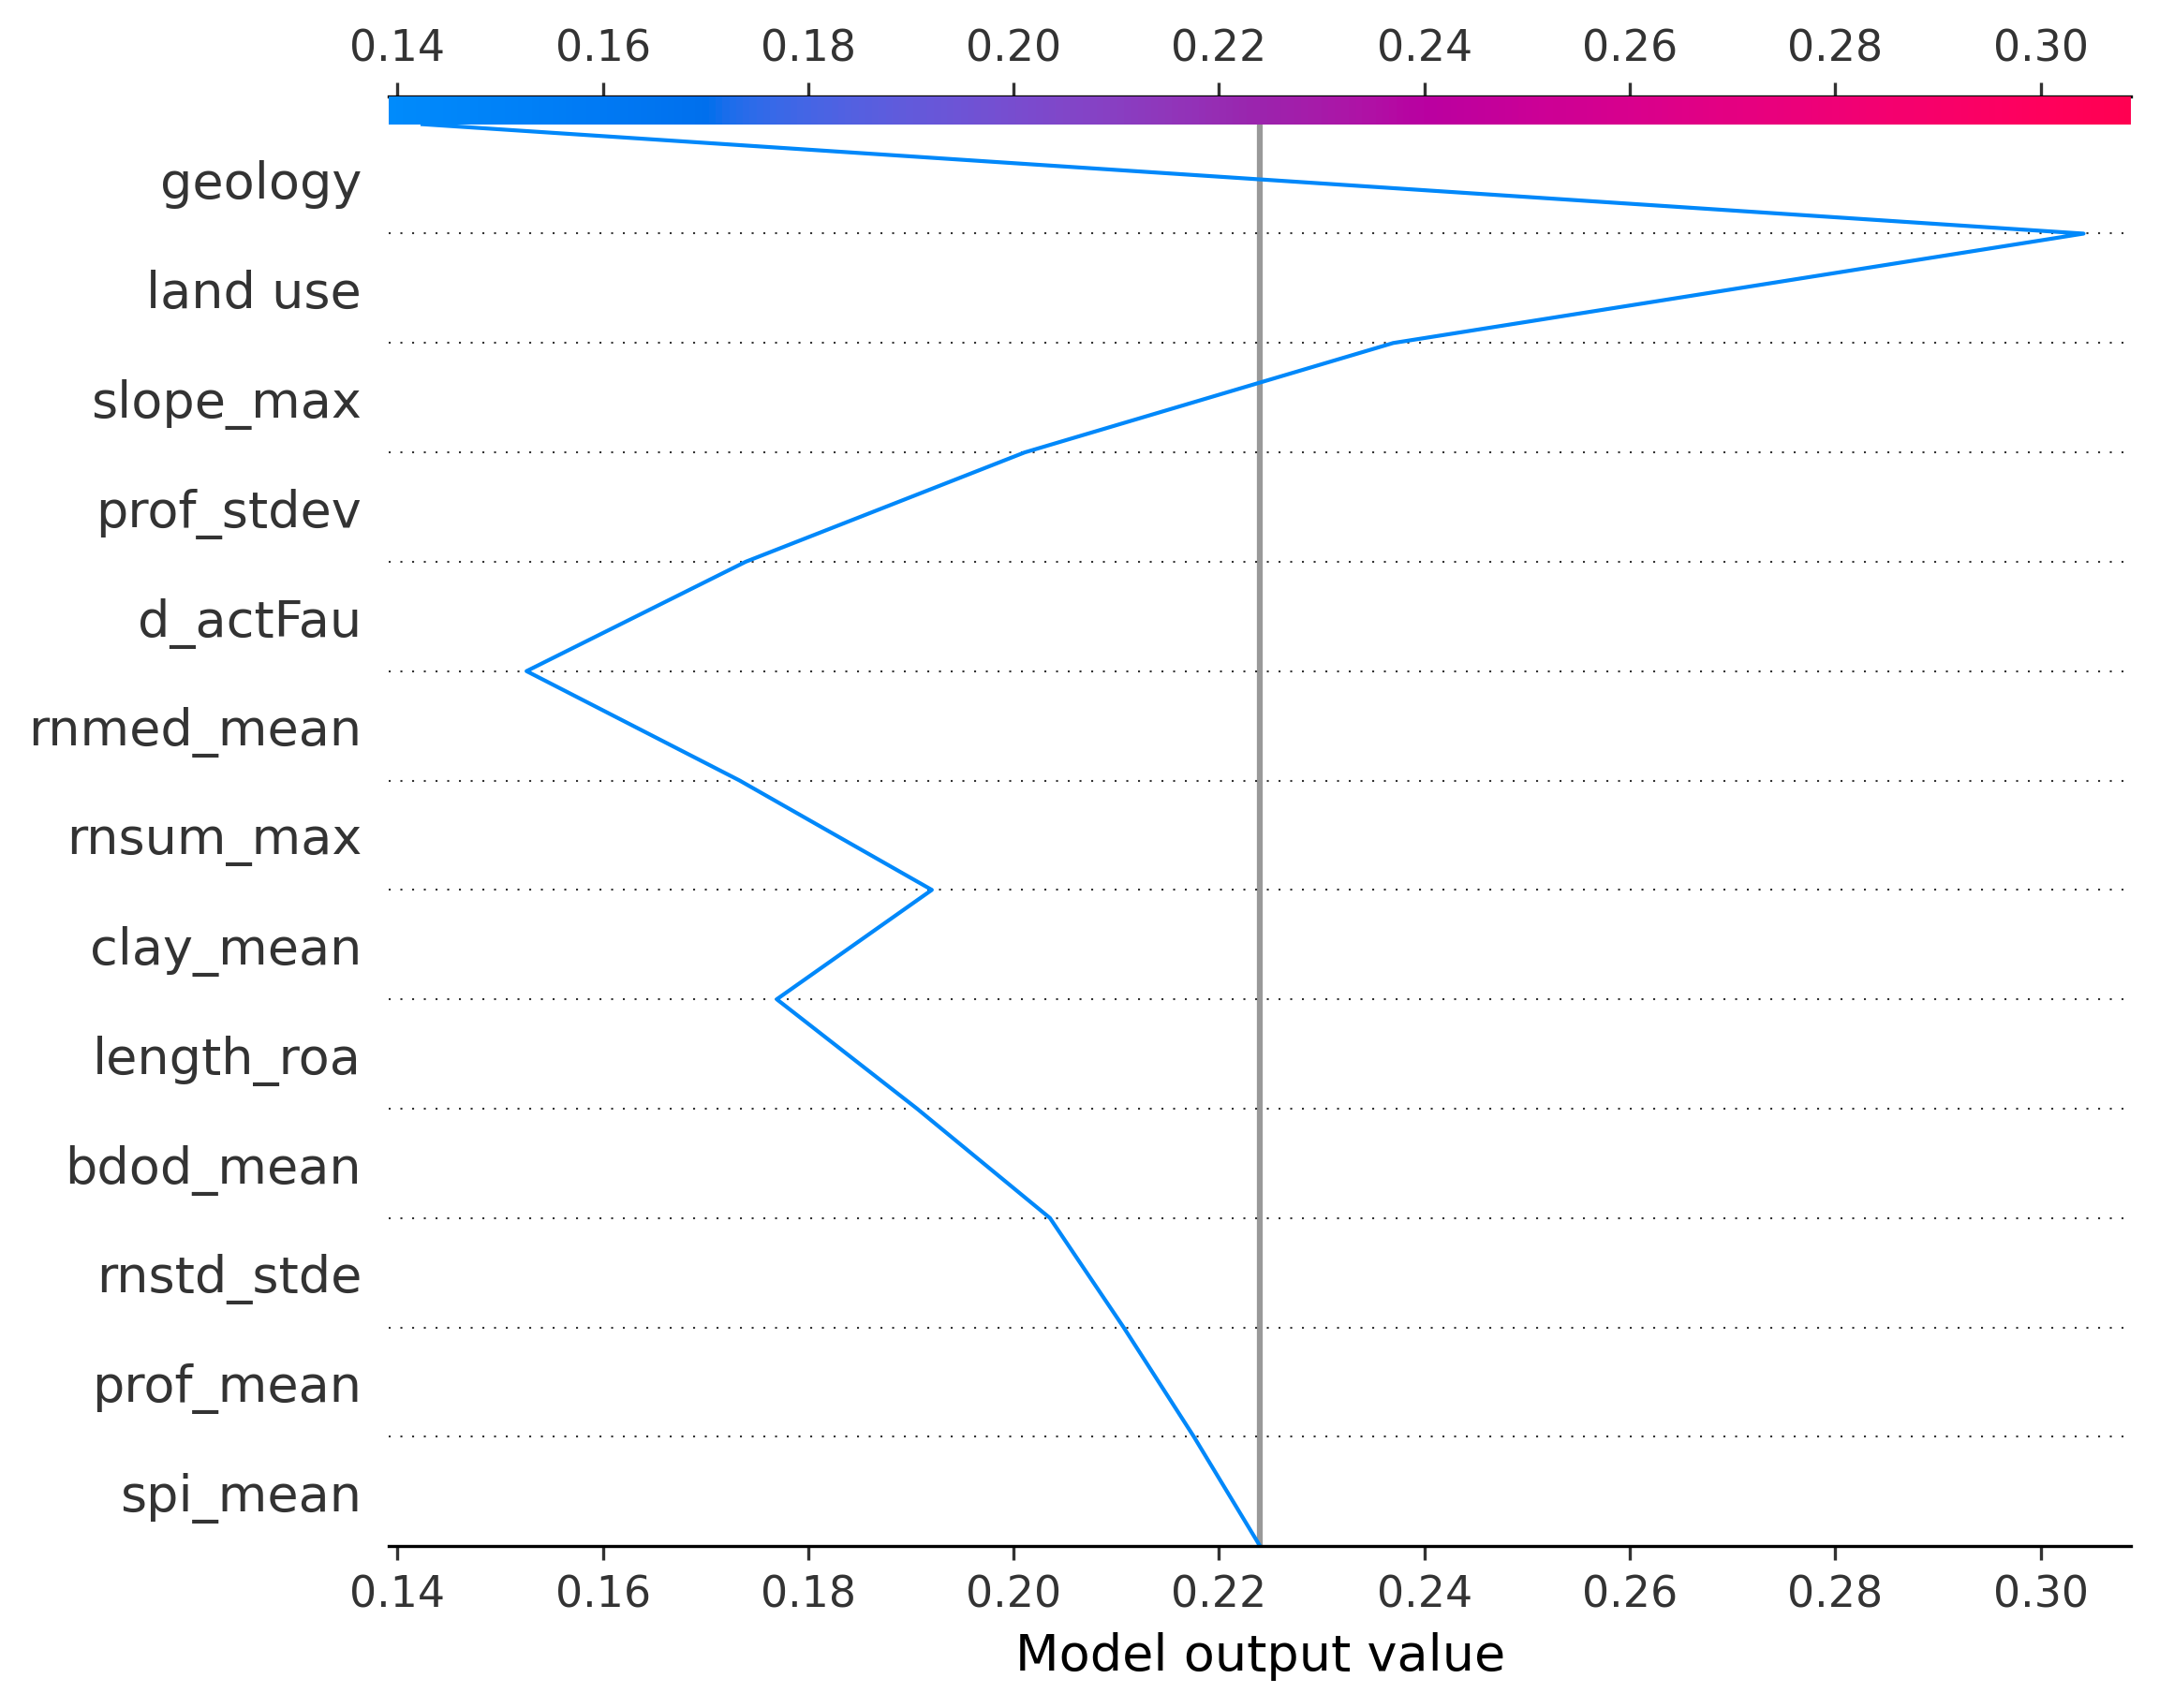 0.14 0.16 0.18 0.20 0.22 0.24 0.26 0.28 0.30
geology
land use
slope_max
prof_stdev
d_actFau
rnmed_mean
rnsum_max
clay_mean
length_roa
bdod_mean
rnstd_stde
prof_mean
spi_mean
0.14 0.16 0.18 0.20 0.22 0.24 0.26 0.28 0.30
Model output value